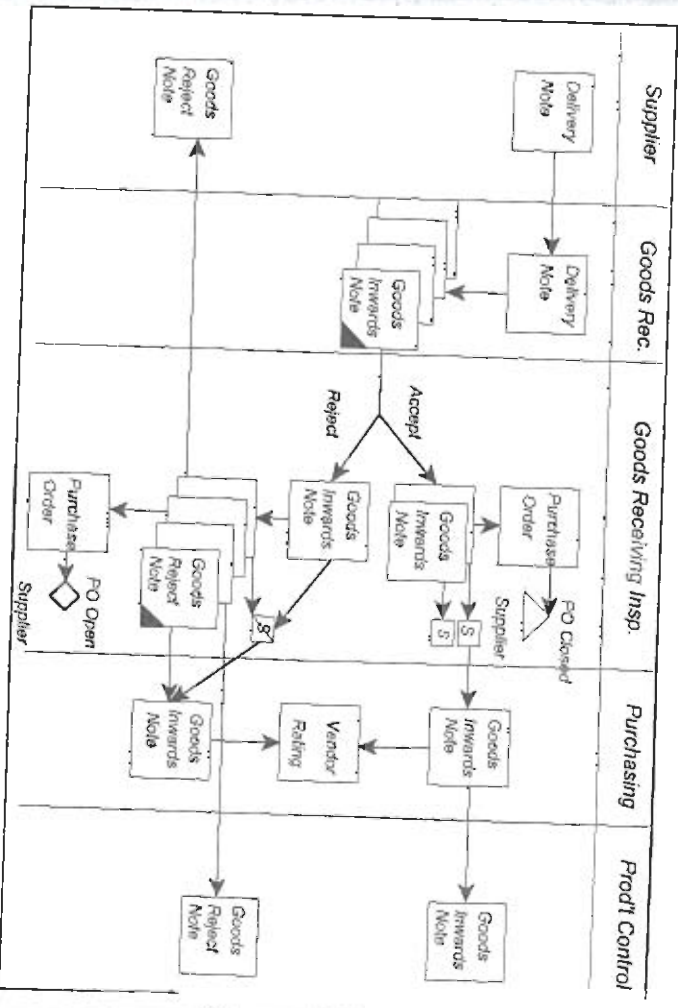 Supplier
Goods Rec.
Goods Receiving Insp.
Purchasing
Prod't Control
Delivery
Note
Delivery
Note
Purchase
Order
PO Closed
Supplier
Accept
Goods
Inwards
Note
S
S
Goods
Inwards
Note
Goods
Inwards
Note
Goods
Inwards
Note
Vendor
Rating
Reject
Goods
Inwards
Note
S
Goods
Reject
Note
Goods
Reject
Note
Goods
Inwards
Note
Goods
Reject
Note
Purchase
Order
PO Open
Supplier